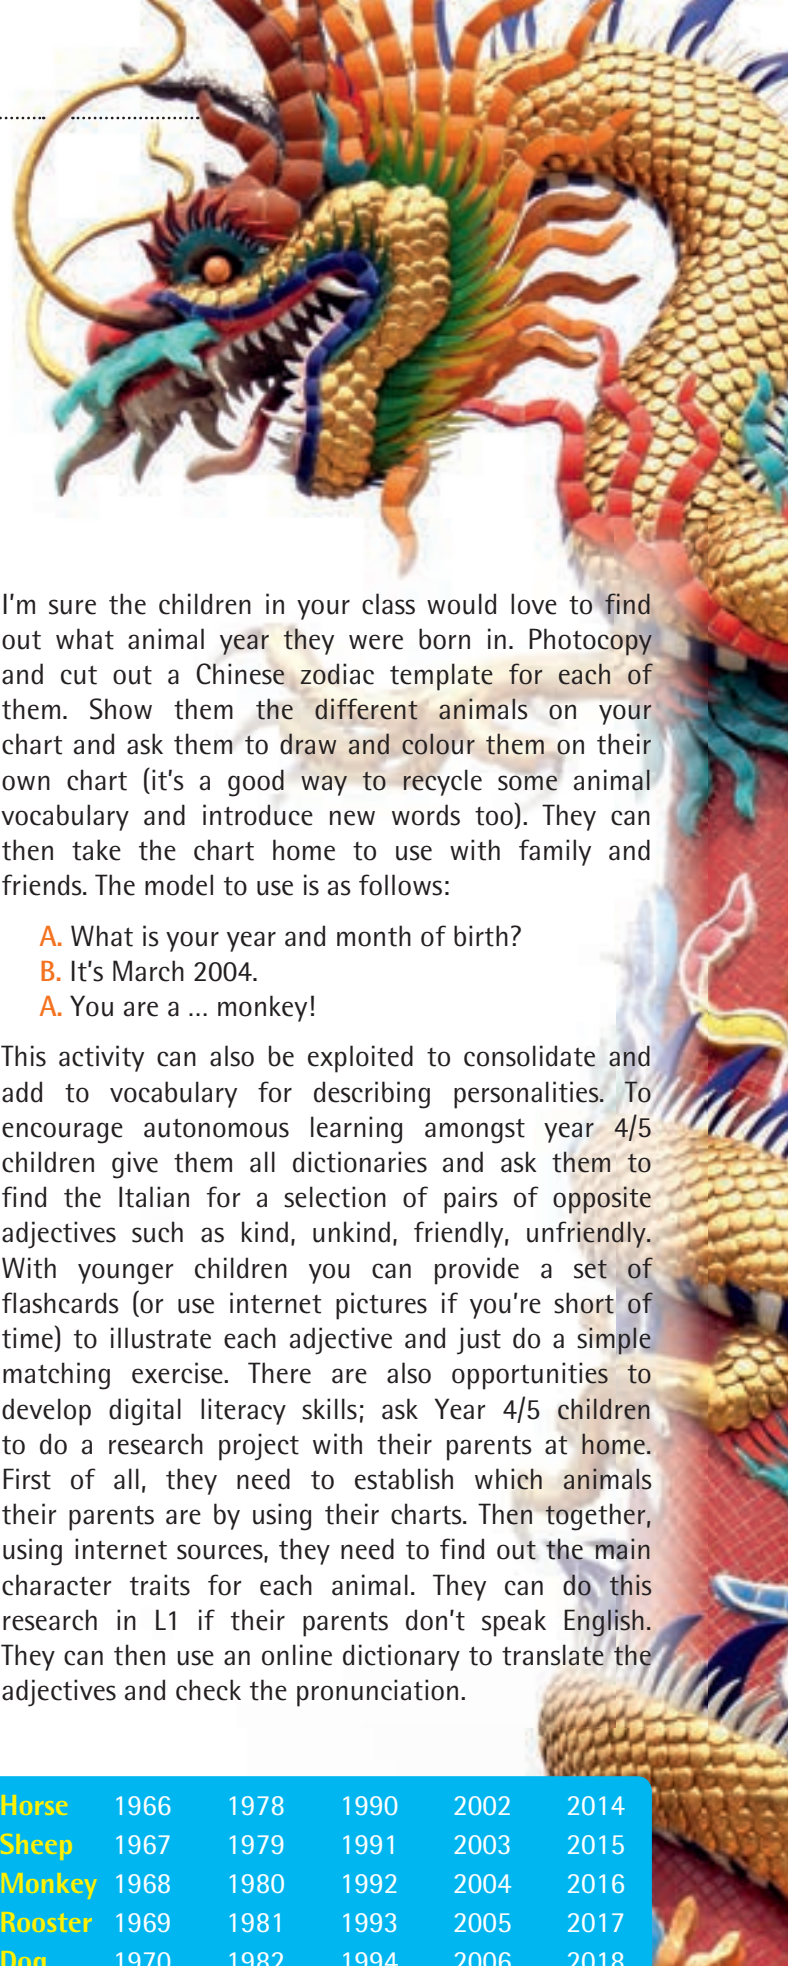 I'm sure the children in your class would love to find
out what animal year they were born in. Photocopy
and cut out a Chinese zodiac template for each of
them. Show them the different animals on your
chart and ask them to draw and colour them on their
own chart (it's a good way to recycle some animal
vocabulary and introduce new words too). They can
then take the chart home to use with family and
friends. The model to use is as follows:
A. What is your year and month of birth?
B. It's March 2004.
A. You are a ... monkey!
This activity can also be exploited to consolidate and
add to vocabulary for describing personalities. To
encourage autonomous learning amongst year 4/5
children give them all dictionaries and ask them to
find the Italian for a selection of pairs of opposite
adjectives such as kind, unkind, friendly, unfriendly.
With younger children you can provide a set of
flashcards (or use internet pictures if you're short of
time) to illustrate each adjective and just do a simple
matching exercise. There are also opportunities to
develop digital literacy skills; ask Year 4/5 children
to do a research project with their parents at home.
First of all, they need to establish which animals
their parents are by using their charts. Then together,
using internet sources, they need to find out the main
character traits for each animal. They can do this
research in L1 if their parents don't speak English.
They can then use an online dictionary to translate the
adjectives and check the pronunciation.
Horse 1966 1978 1990 2002 2014
Sheep 1967 1979 1991 2003 2015
Monkey 1968 1980 1992 2004 2016
Rooster 1969 1981 1993 2005 2017
Dog 1970 1982 1994 2006 2018